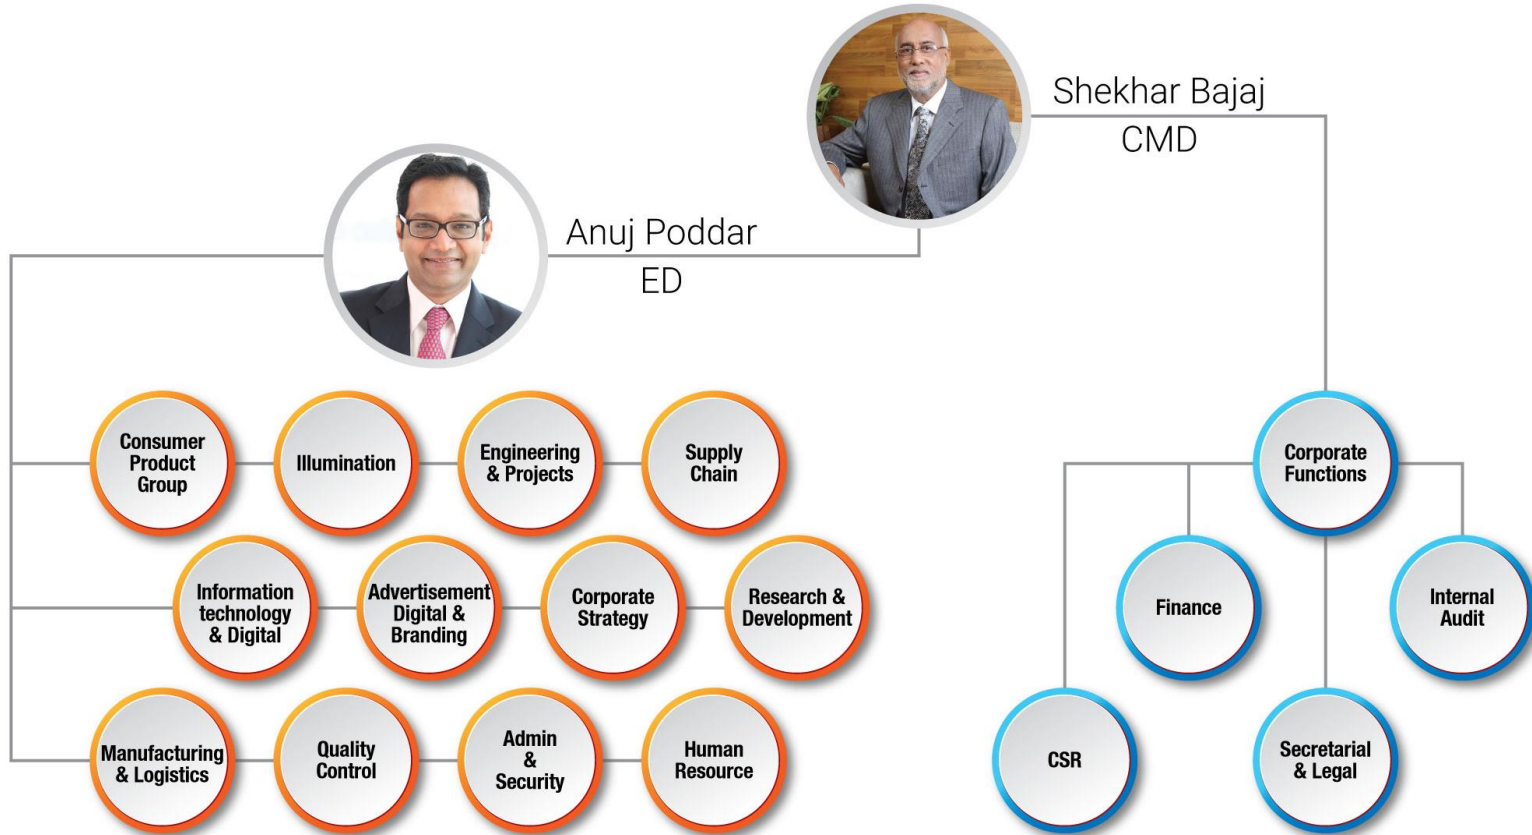 Shekhar Bajaj
CMD
Anuj Poddar
ED
Consumer
Product
Group
Illumination
Engineering
& Projects
Supply
Chain
Information
technology
& Digital
Advertisement
Digital &
Branding
Corporate
Strategy
Research &
Development
Manufacturing
& Logistics
Quality
Control
Admin
&
Security
Human
Resource
Corporate
Functions
Finance
Internal
Audit
CSR
Secretarial
& Legal